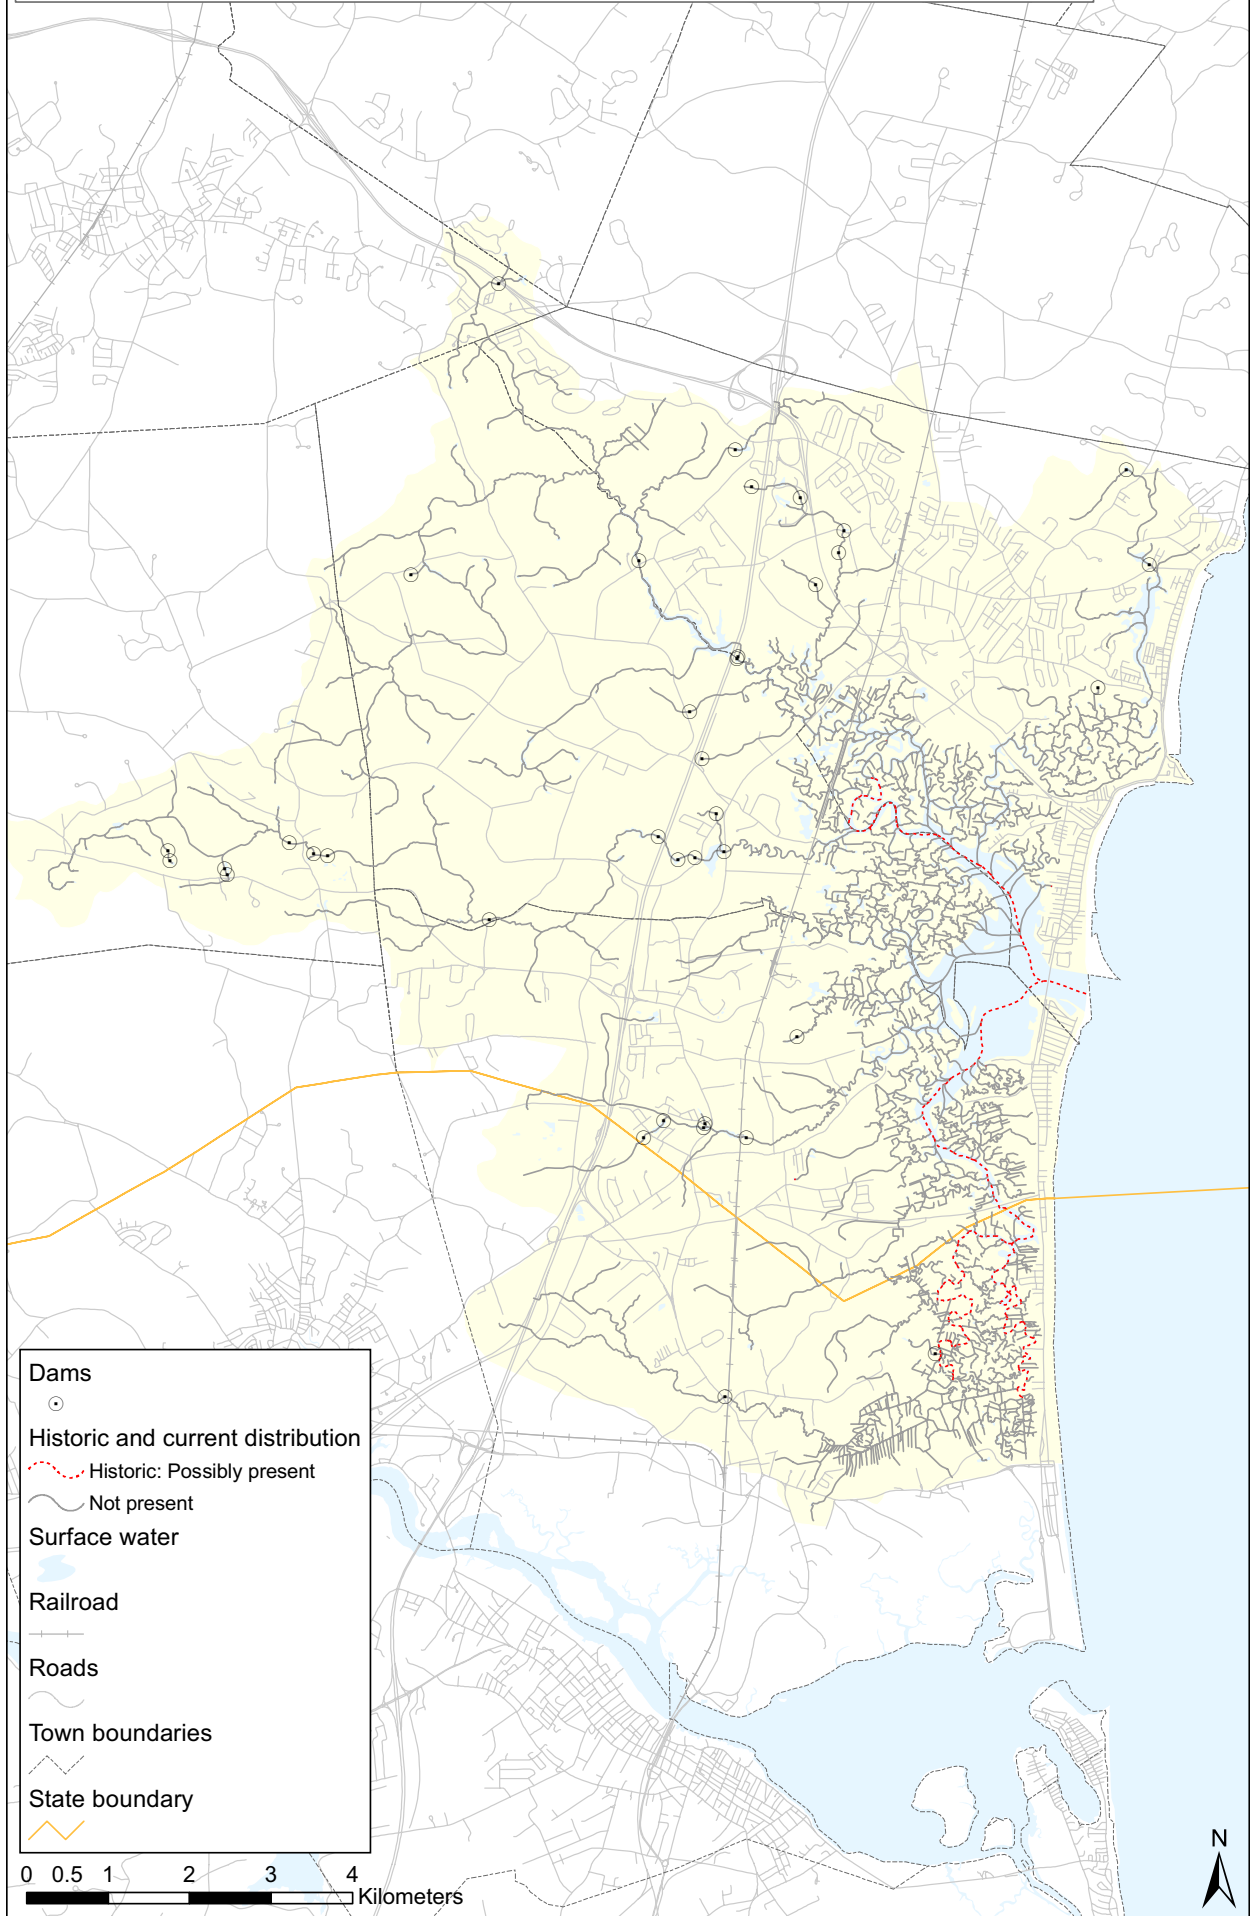 Dams
Historic and current distribution
Historic: Possibly present
Not present
Surface water
Railroad
Roads
Town boundaries
State boundary
0 0.5 1 2 3 4
Kilometers
N